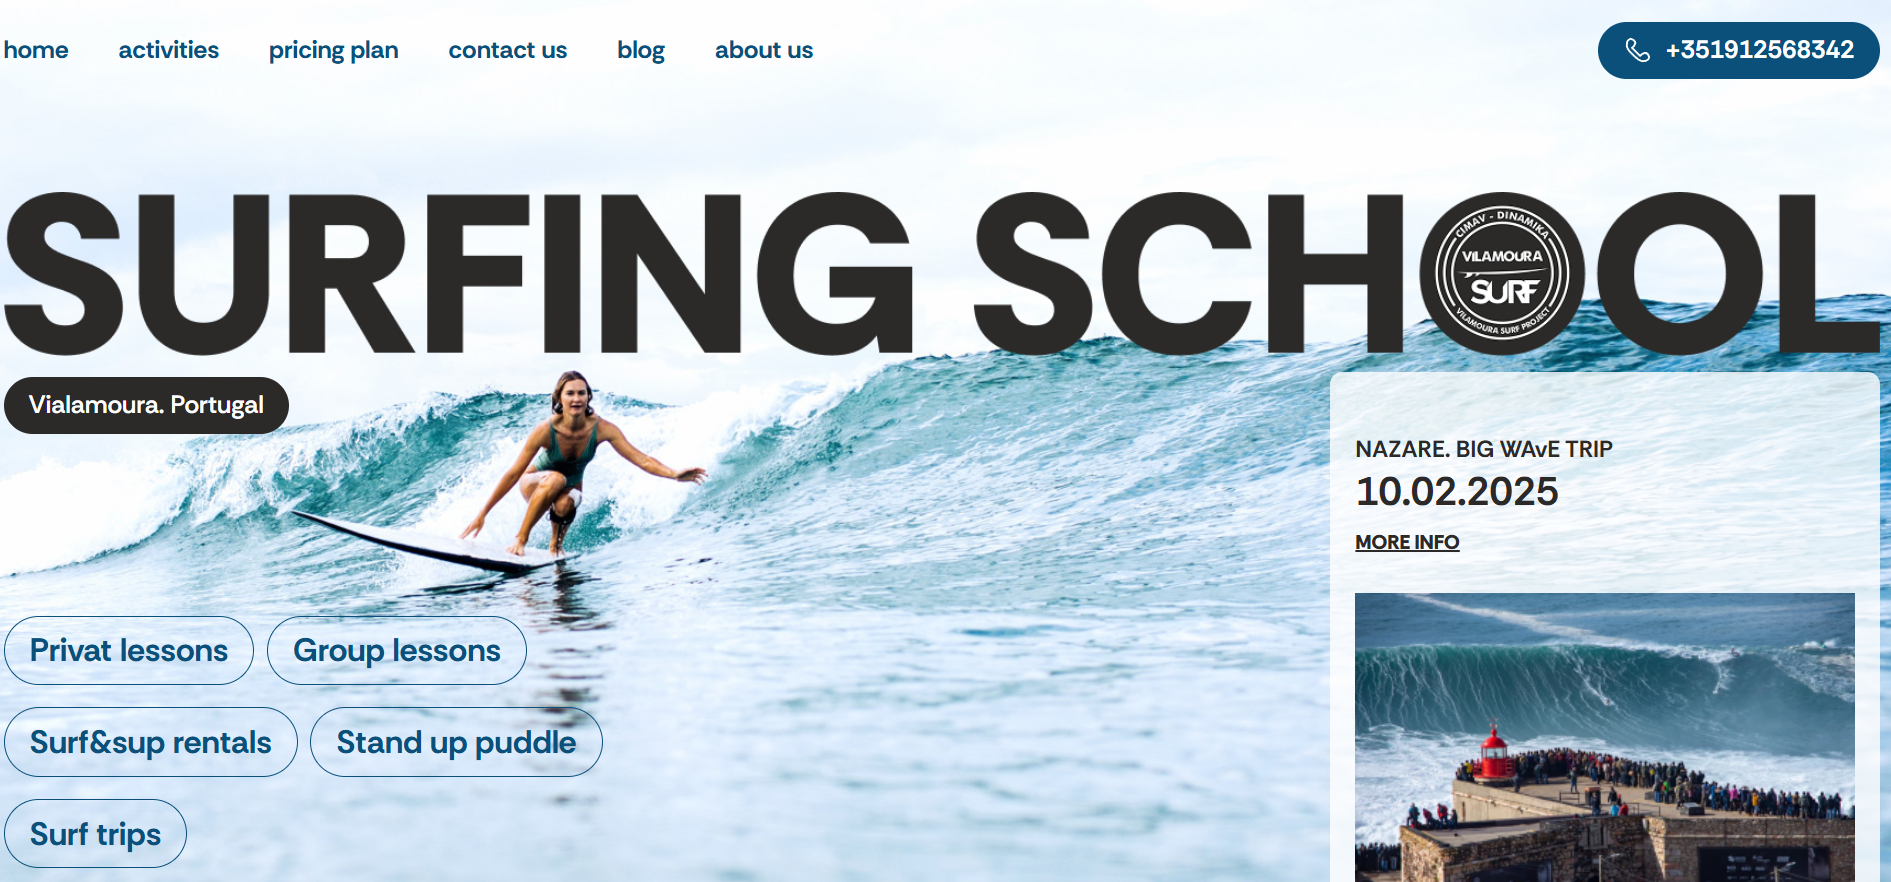 home activities pricing plan contact us blog about us +351912568342
SURFING SCHOOL
CIMAV - DINAMIKA
VILAMOURA
SURF
VILAMOURA SURF PROJECT
Vialamoura. Portugal
NAZARE. BIG WAvE TRIP
10.02.2025
MORE INFO
Privat lessons Group lessons
Surf&sup rentals Stand up puddle
Surf trips